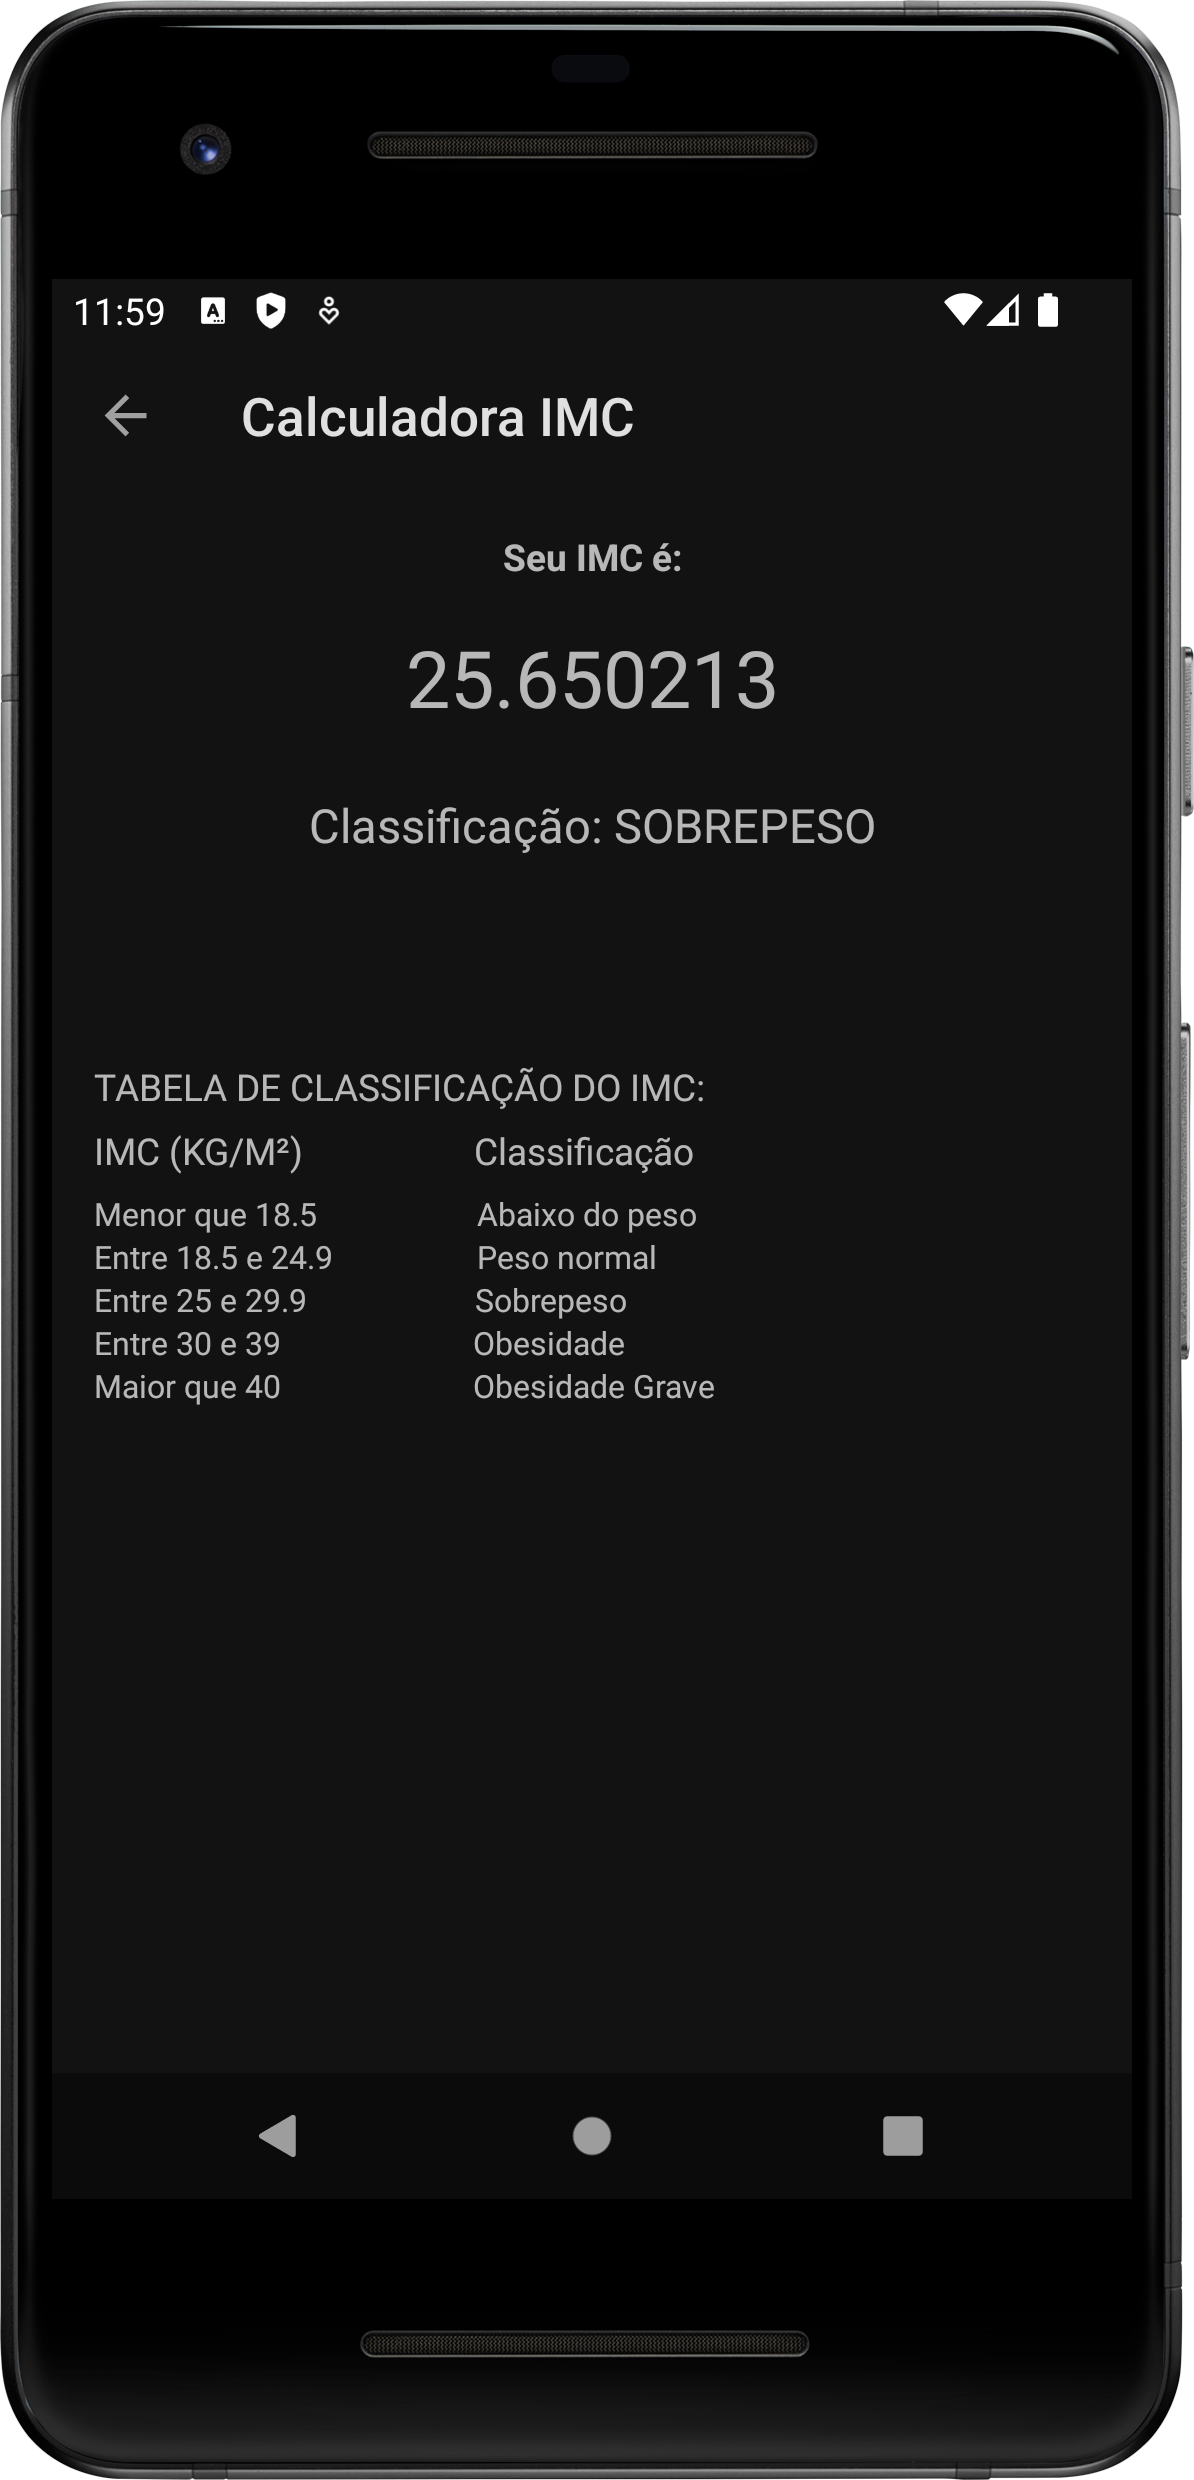 11:59
Calculadora IMC
Seu IMC é:
25.650213
Classificação: SOBREPESO
TABELA DE CLASSIFICAÇÃO DO IMC:
IMC (KG/M²) Classificação
Menor que 18.5 Abaixo do peso
Entre 18.5 e 24.9 Peso normal
Entre 25 e 29.9 Sobrepeso
Entre 30 e 39 Obesidade
Maior que 40 Obesidade Grave